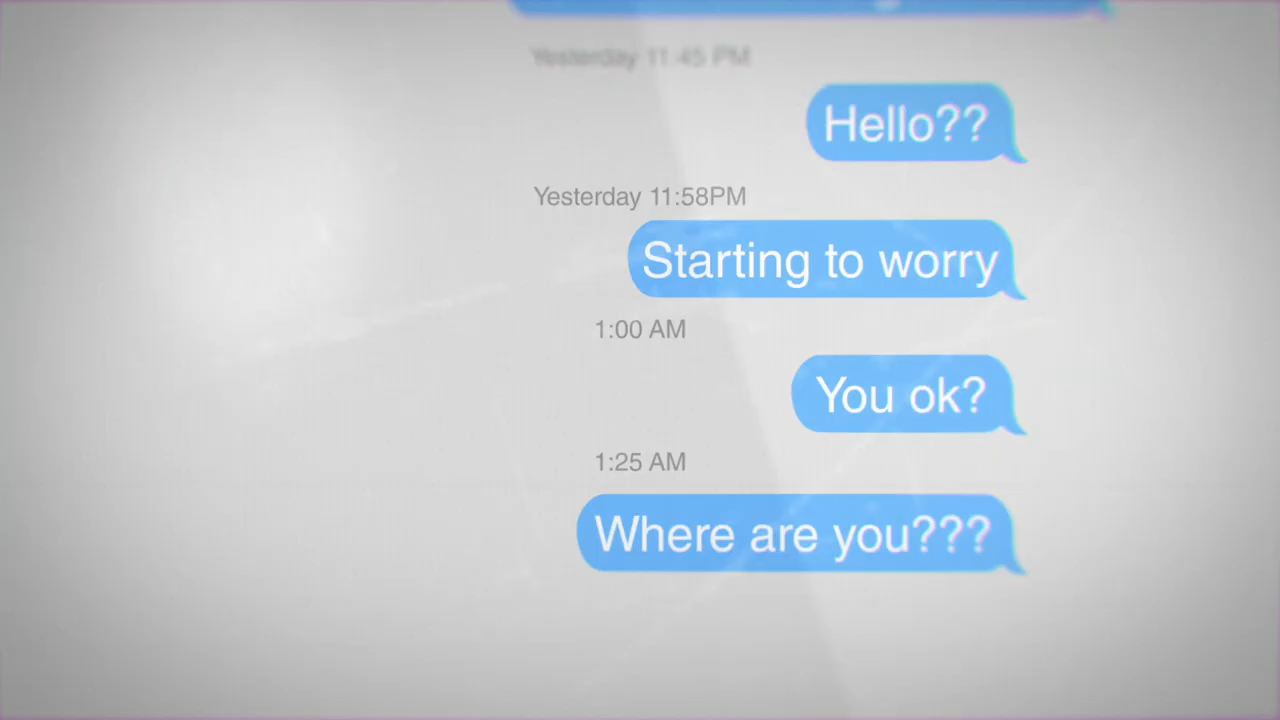 Yesterday 11:45 PM
Hello??
Yesterday 11:58PM
Starting to worry
1:00 AM
You ok?
1:25 AM
Where are you???